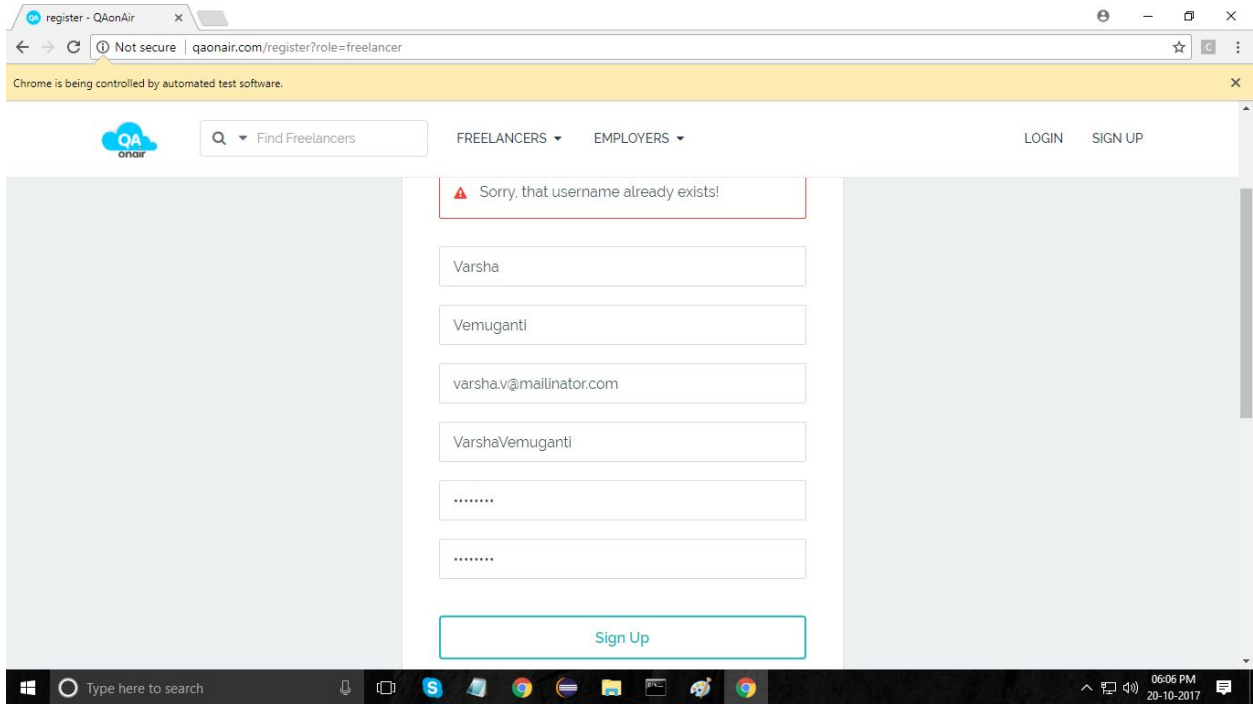 register - QAonAir
Not secure | qaonair.com/register?role=freelancer
Chrome is being controlled by automated test software.
QA onair
Find Freelancers
FREELANCERS
EMPLOYERS
LOGIN
SIGN UP
Sorry, that username already exists!
Varsha
Vemuganti
varsha.v@mailinator.com
VarshaVemuganti
••••••••
••••••••
Sign Up
Type here to search
06:06 PM
20-10-2017